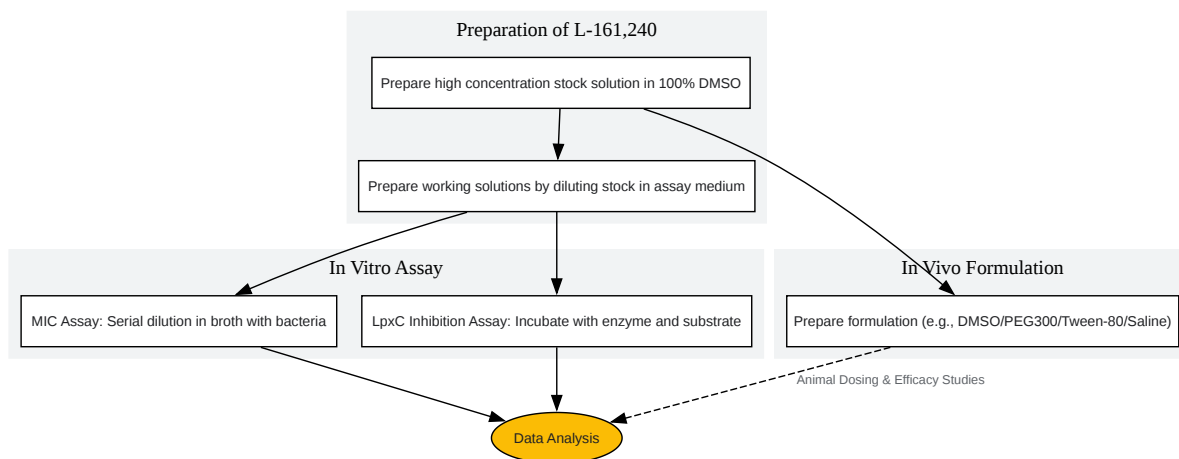 Preparation of L-161,240
Prepare high concentration stock solution in 100% DMSO
Prepare working solutions by diluting stock in assay medium
In Vitro Assay
In Vivo Formulation
MIC Assay: Serial dilution in broth with bacteria
LpxC Inhibition Assay: Incubate with enzyme and substrate
Prepare formulation (e.g., DMSO/PEG300/Tween-80/Saline)
Animal Dosing & Efficacy Studies
Data Analysis